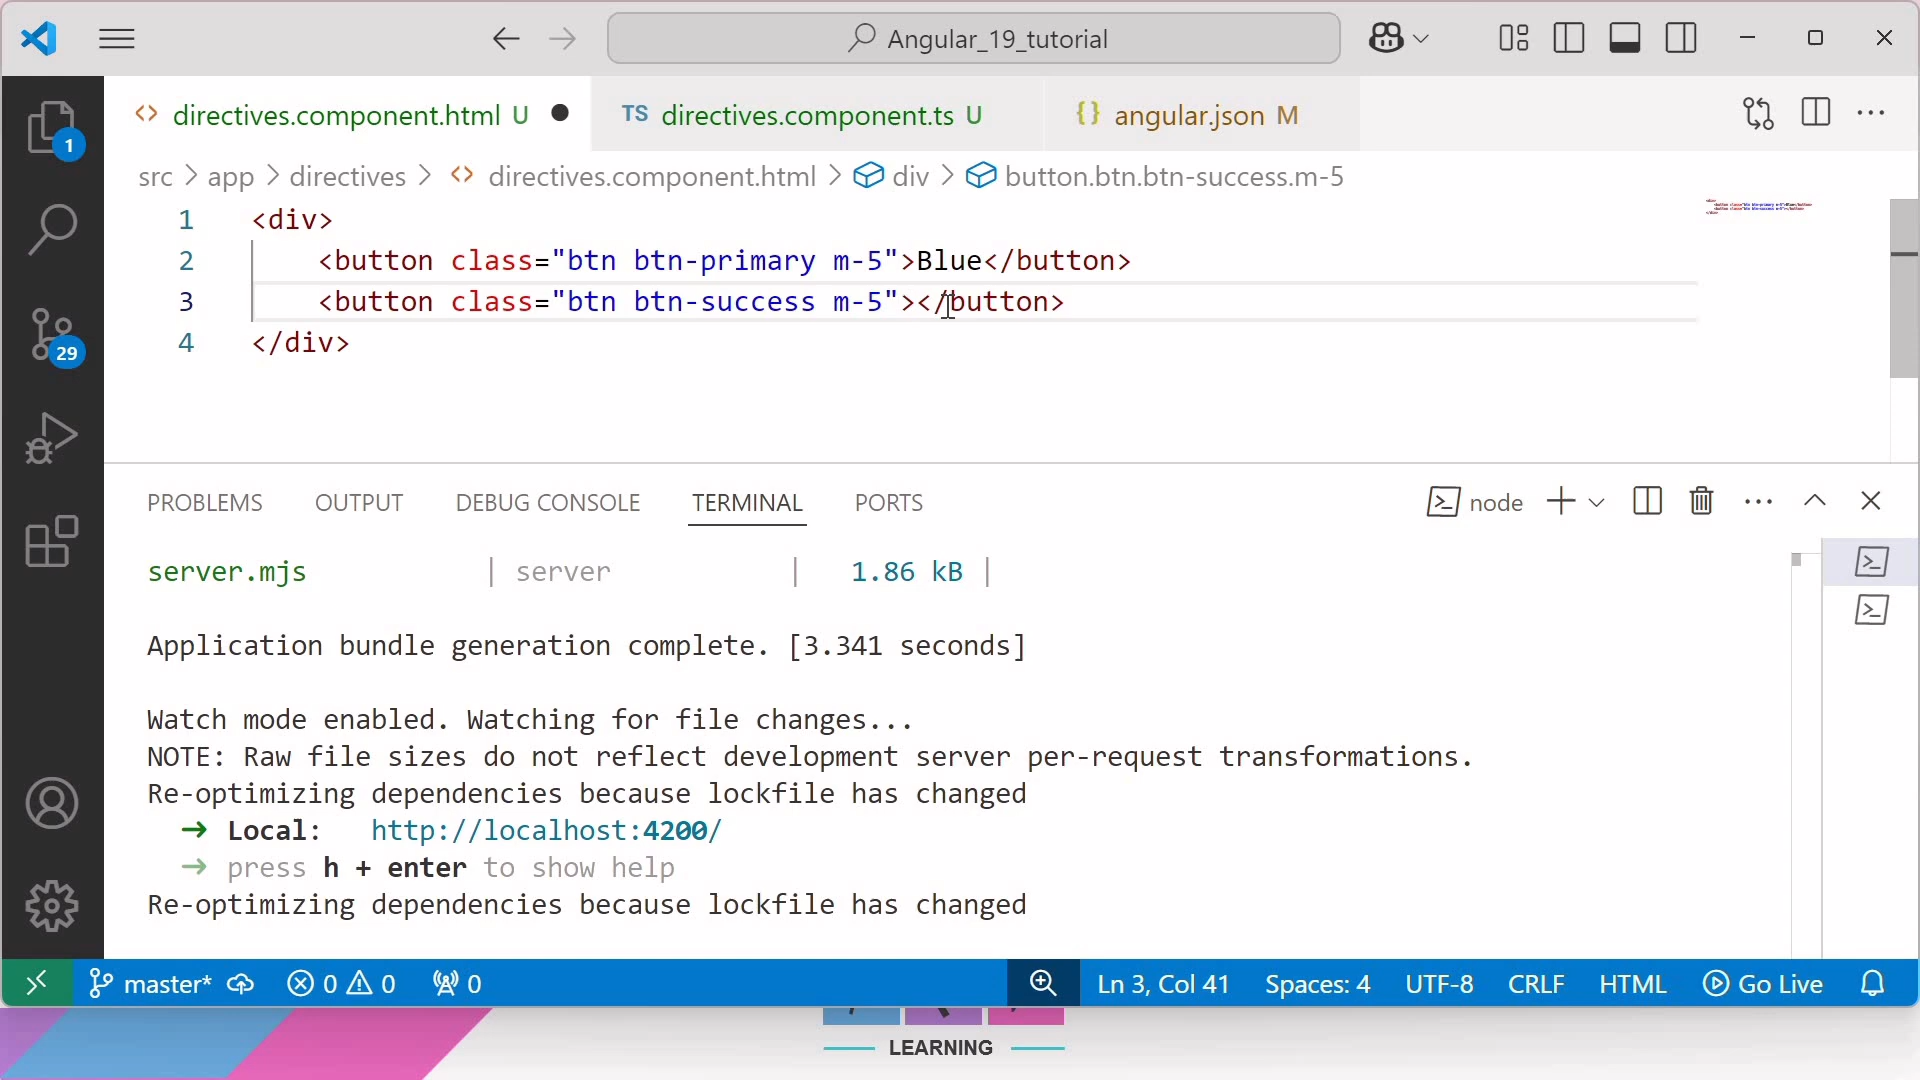 Angular_19_tutorial
directives.component.html U
TS directives.component.ts U
{} angular.json M
src > app > directives > <> directives.component.html > div > button.btn.btn-success.m-5
1 <div>
2 <button class="btn btn-primary m-5">Blue</button>
3 <button class="btn btn-success m-5"></button>
4 </div>
1
29
PROBLEMS OUTPUT DEBUG CONSOLE TERMINAL PORTS
node
server.mjs | server | 1.86 kB |
Application bundle generation complete. [3.341 seconds]
Watch mode enabled. Watching for file changes...
NOTE: Raw file sizes do not reflect development server per-request transformations.
Re-optimizing dependencies because lockfile has changed
➜ Local: http://localhost:4200/
➜ press h + enter to show help
Re-optimizing dependencies because lockfile has changed
master* 0 0 0 Ln 3, Col 41 Spaces: 4 UTF-8 CRLF HTML Go Live
LEARNING